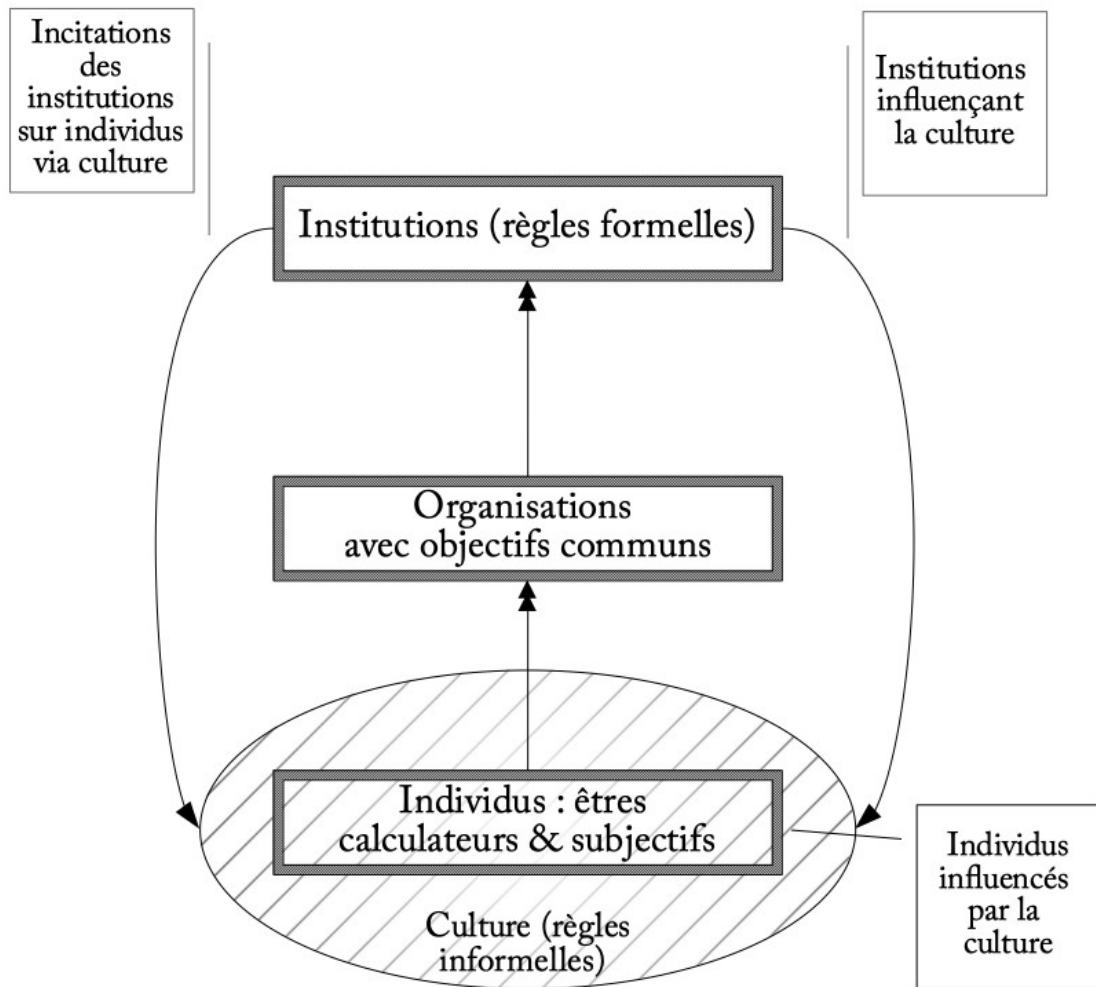 Incitations
des
institutions
sur individus
via culture
Institutions
influençant
la culture
Institutions (règles formelles)
Organisations
avec objectifs communs
Individus : êtres
calculateurs & subjectifs
Individus
influencés
par la
culture
Culture (règles
informelles)